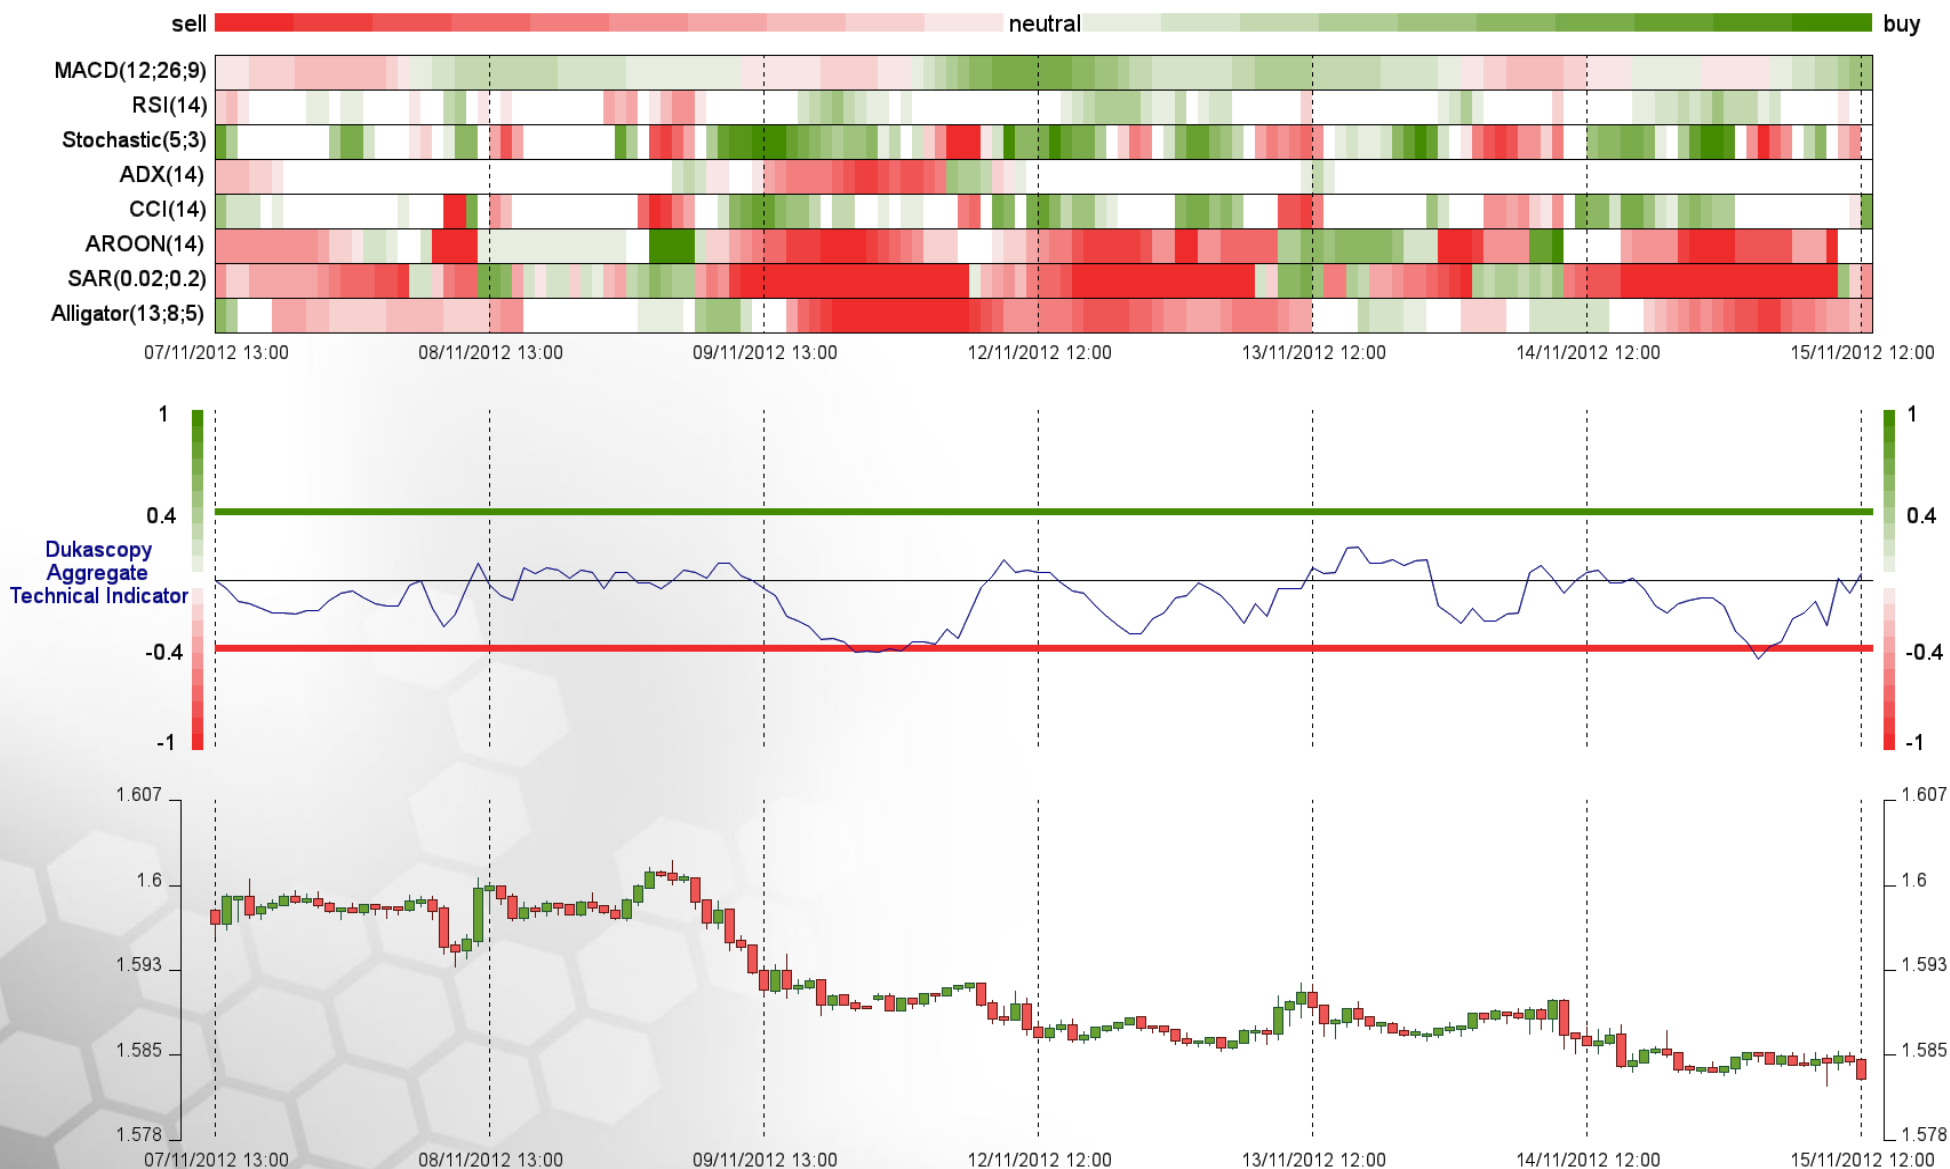 sell neutral buy
MACD(12;26;9)
RSI(14)
Stochastic(5;3)
ADX(14)
CCI(14)
AROON(14)
SAR(0.02;0.2)
Alligator(13;8;5)
07/11/2012 13:00 08/11/2012 13:00 09/11/2012 13:00 12/11/2012 12:00 13/11/2012 12:00 14/11/2012 12:00 15/11/2012 12:00
1 1
0.4 0.4
Dukascopy
Aggregate
Technical Indicator
-0.4 -0.4
-1 -1
1.607 1.607
1.6 1.6
1.593 1.593
1.585 1.585
1.578 1.578
07/11/2012 13:00 08/11/2012 13:00 09/11/2012 13:00 12/11/2012 12:00 13/11/2012 12:00 14/11/2012 12:00 15/11/2012 12:00